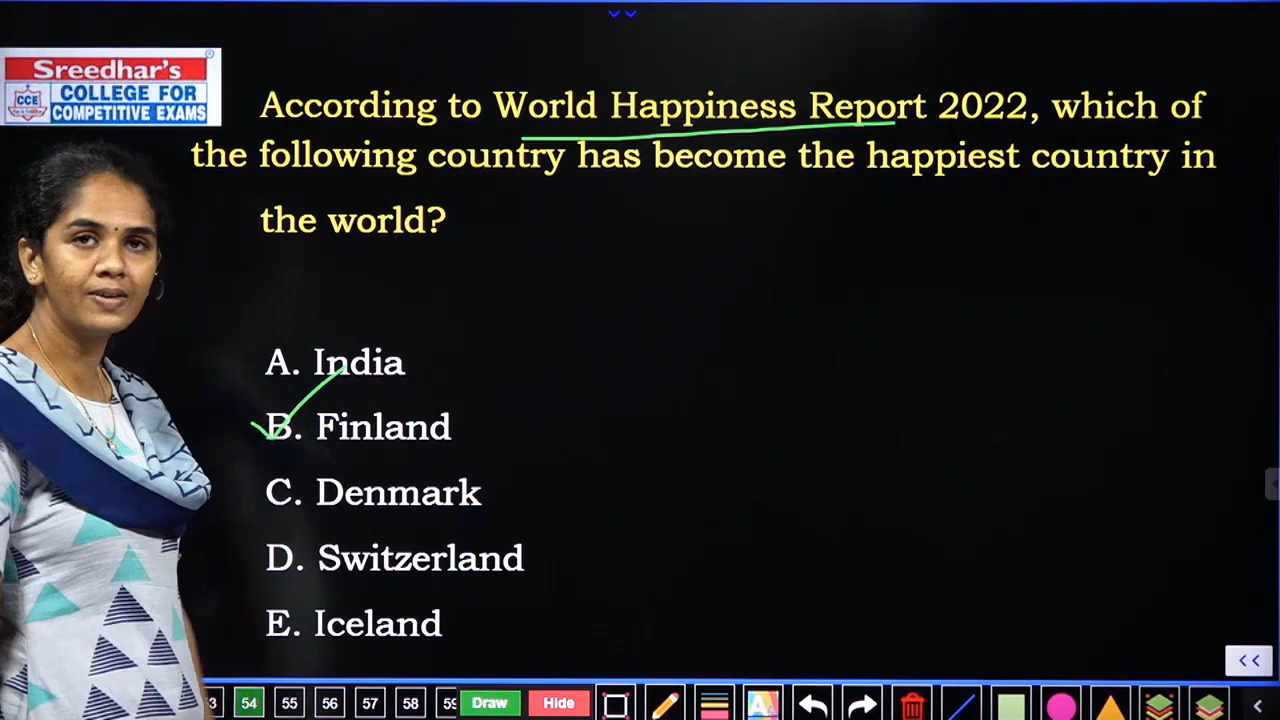 Sreedhar's
CCE
COLLEGE FOR
COMPETITIVE EXAMS
According to World Happiness Report 2022, which of
the following country has become the happiest country in
the world?
A. India
B. Finland
C. Denmark
D. Switzerland
E. Iceland
3 54 55 56 57 58 59 Draw Hide